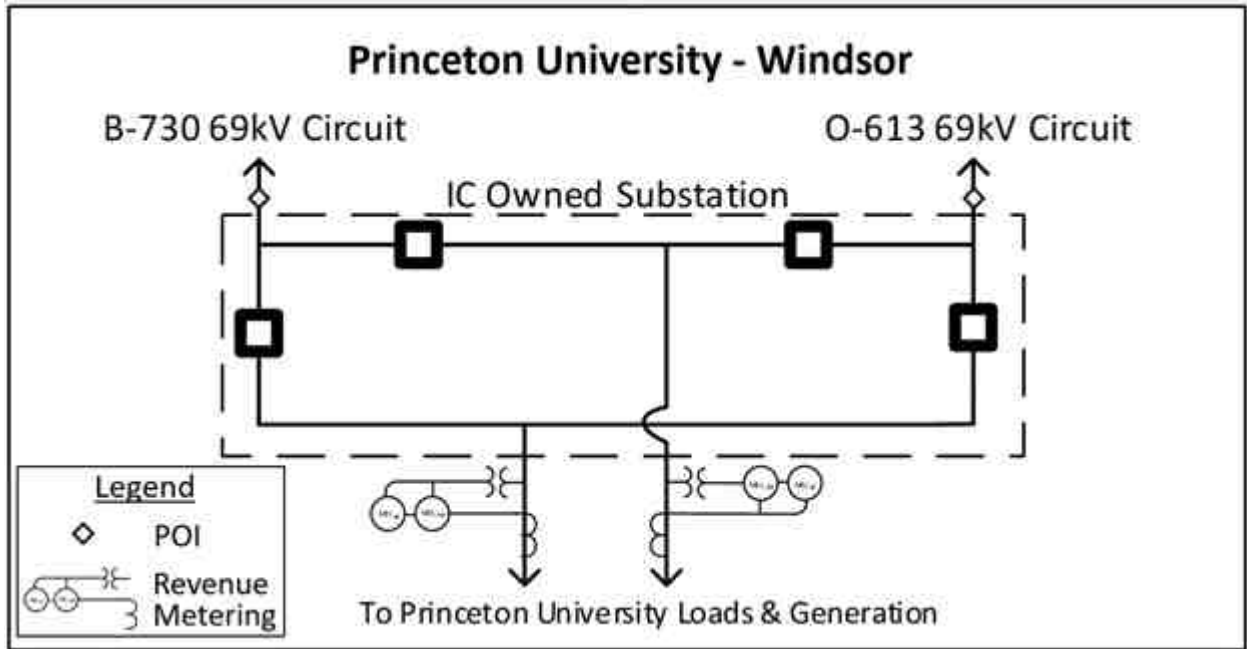 Princeton University - Windsor
B-730 69kV Circuit
O-613 69kV Circuit
IC Owned Substation
Legend
POI
Revenue
Metering
To Princeton University Loads & Generation